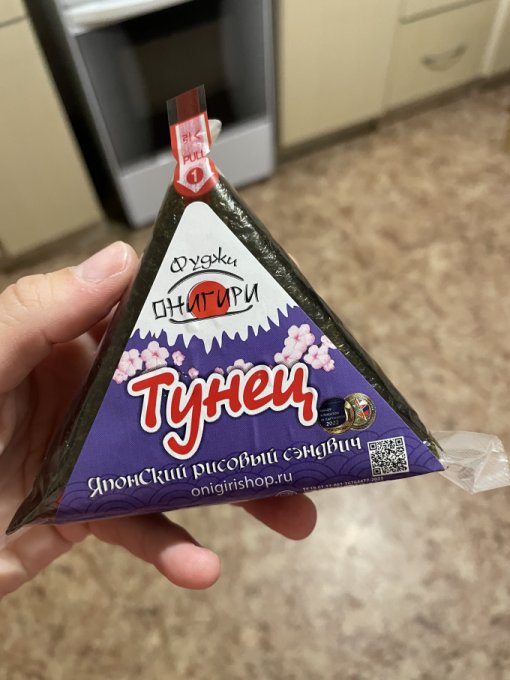 PULL
1
Фуджи
ОНИГИРИ
Тунец
Японский рисовый сэндвич
onigirishop.ru